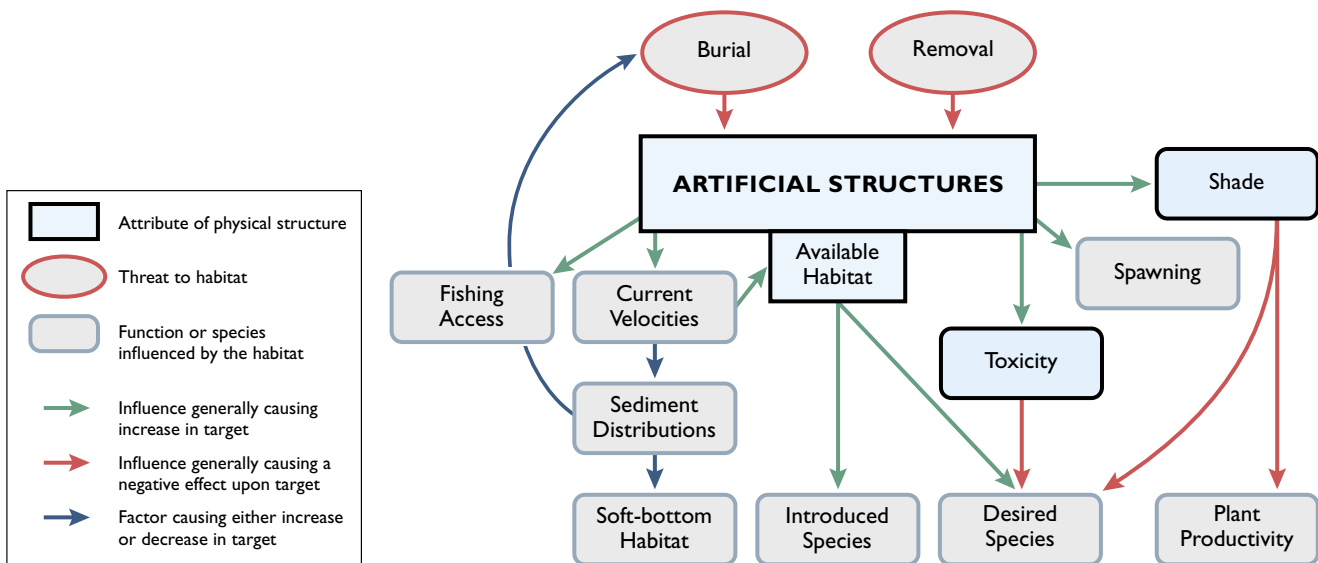 Burial
Removal
ARTIFICIAL STRUCTURES
Shade
Available
Habitat
Spawning
Fishing
Access
Current
Velocities
Toxicity
Sediment
Distributions
Soft-bottom
Habitat
Introduced
Species
Desired
Species
Plant
Productivity
Attribute of physical structure
Threat to habitat
Function or species
influenced by the habitat
Influence generally causing
increase in target
Influence generally causing a
negative effect upon target
Factor causing either increase
or decrease in target